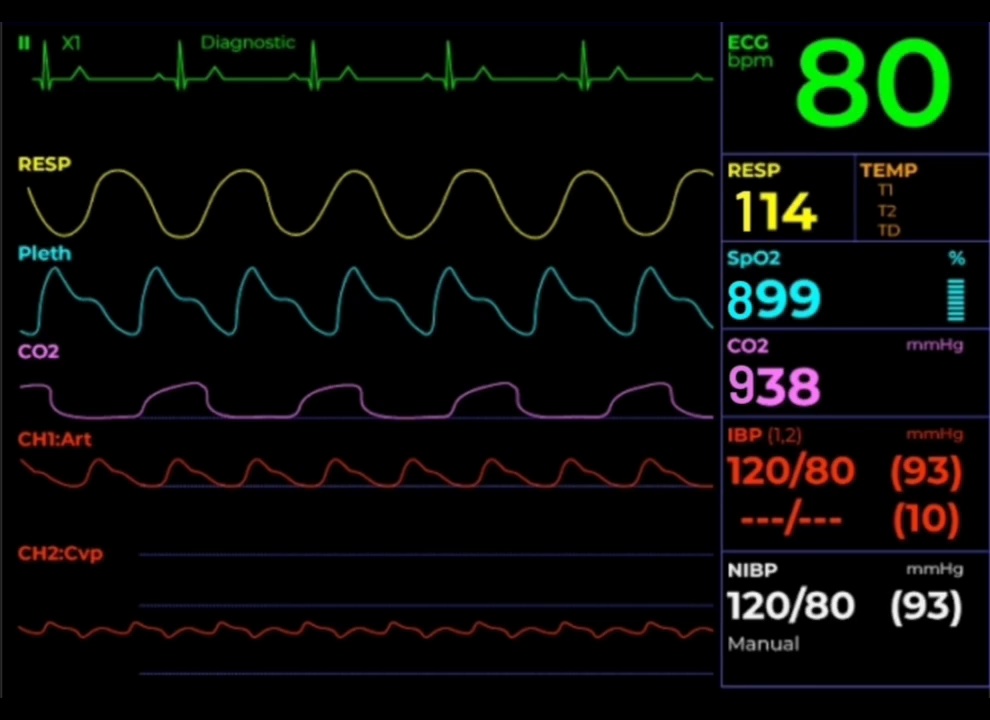 II X1 Diagnostic
ECG
bpm
80
RESP
RESP
114
TEMP
T1
T2
TD
Pleth
SpO2 %
899
CO2
CO2 mmHg
938
CH1:Art
IBP (1,2) mmHg
120/80 (93)
---/--- (10)
CH2:Cvp
NIBP mmHg
120/80 (93)
Manual